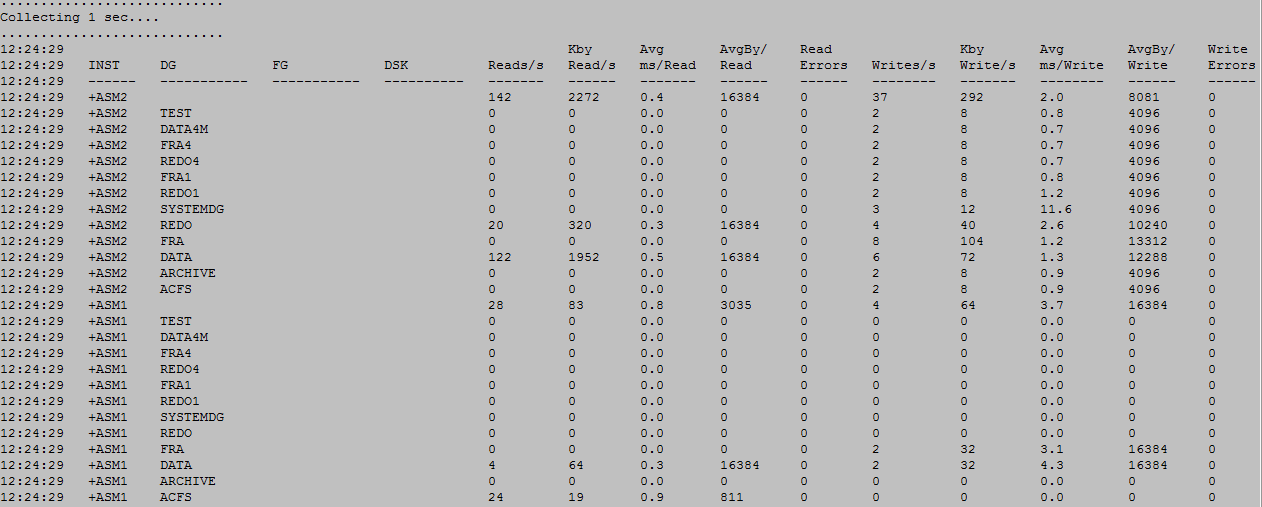 ............................
Collecting 1 sec....
............................
12:24:29 Kby Avg AvgBy/ Read Kby Avg AvgBy/ Write
12:24:29 INST DG FG DSK Reads/s Read/s ms/Read Read Errors Writes/s Write/s ms/Write Write Errors
12:24:29 ------ ----------- ----------- ---------- ------- ------ ------- ------ ------ -------- ------- -------- ------ ------
12:24:29 +ASM2 142 2272 0.4 16384 0 37 292 2.0 8081 0
12:24:29 +ASM2 TEST 0 0 0.0 0 0 2 8 0.8 4096 0
12:24:29 +ASM2 DATA4M 0 0 0.0 0 0 2 8 0.7 4096 0
12:24:29 +ASM2 FRA4 0 0 0.0 0 0 2 8 0.7 4096 0
12:24:29 +ASM2 REDO4 0 0 0.0 0 0 2 8 0.7 4096 0
12:24:29 +ASM2 FRA1 0 0 0.0 0 0 2 8 0.8 4096 0
12:24:29 +ASM2 REDO1 0 0 0.0 0 0 2 8 1.2 4096 0
12:24:29 +ASM2 SYSTEMDG 0 0 0.0 0 0 3 12 11.6 4096 0
12:24:29 +ASM2 REDO 20 320 0.3 16384 0 4 40 2.6 10240 0
12:24:29 +ASM2 FRA 0 0 0.0 0 0 8 104 1.2 13312 0
12:24:29 +ASM2 DATA 122 1952 0.5 16384 0 6 72 1.3 12288 0
12:24:29 +ASM2 ARCHIVE 0 0 0.0 0 0 2 8 0.9 4096 0
12:24:29 +ASM2 ACFS 0 0 0.0 0 0 2 8 0.9 4096 0
12:24:29 +ASM1 28 83 0.8 3035 0 4 64 3.7 16384 0
12:24:29 +ASM1 TEST 0 0 0.0 0 0 0 0 0.0 0 0
12:24:29 +ASM1 DATA4M 0 0 0.0 0 0 0 0 0.0 0 0
12:24:29 +ASM1 FRA4 0 0 0.0 0 0 0 0 0.0 0 0
12:24:29 +ASM1 REDO4 0 0 0.0 0 0 0 0 0.0 0 0
12:24:29 +ASM1 FRA1 0 0 0.0 0 0 0 0 0.0 0 0
12:24:29 +ASM1 REDO1 0 0 0.0 0 0 0 0 0.0 0 0
12:24:29 +ASM1 SYSTEMDG 0 0 0.0 0 0 0 0 0.0 0 0
12:24:29 +ASM1 REDO 0 0 0.0 0 0 0 0 0.0 0 0
12:24:29 +ASM1 FRA 0 0 0.0 0 0 2 32 3.1 16384 0
12:24:29 +ASM1 DATA 4 64 0.3 16384 0 2 32 4.3 16384 0
12:24:29 +ASM1 ARCHIVE 0 0 0.0 0 0 0 0 0.0 0 0
12:24:29 +ASM1 ACFS 24 19 0.9 811 0 0 0 0.0 0 0